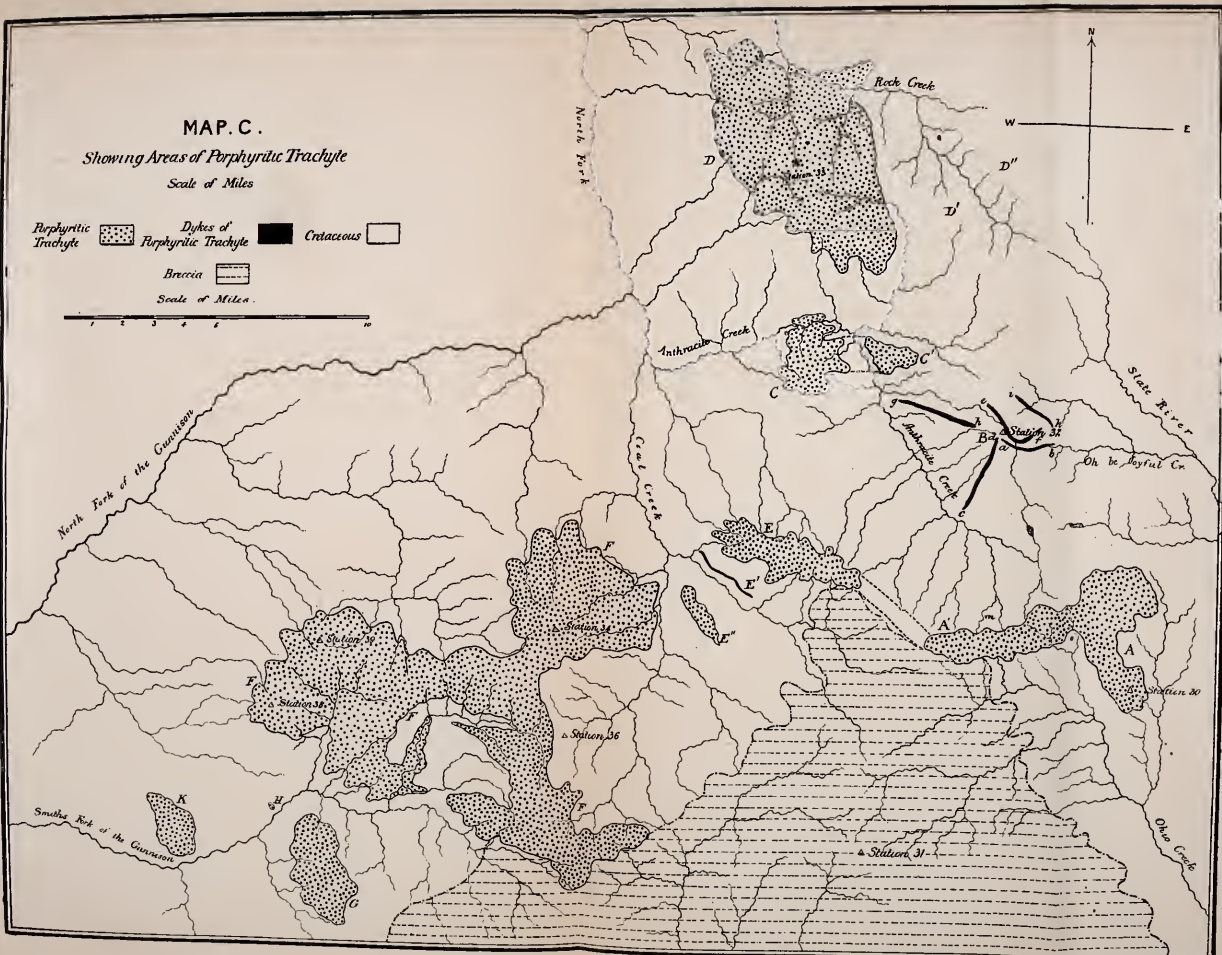 MAP. C.
Showing Areas of Porphyritic Trachyte
Scale of Miles
Porphyritic Trachyte
Dykes of Porphyritic Trachyte
Cretaceous
Breccia
Scale of Miles.
1 2 3 4 5 10
N
W E
North Fork
Rock Creek
D
D'
D"
Anthracite Creek
C
C'
Slate River
i
h
Station 32
B
a
b
c
Anthracite Creek
Oh be Joyful Cr.
North Fork of the Gunnison
Coal Creek
E
E'
E"
F
Station 34
A'
m
A
Station 30
F
Station 38
F
Station 36
F
K
H
Smiths Fork of the Gunnison
G
Station 31
Ohio Creek